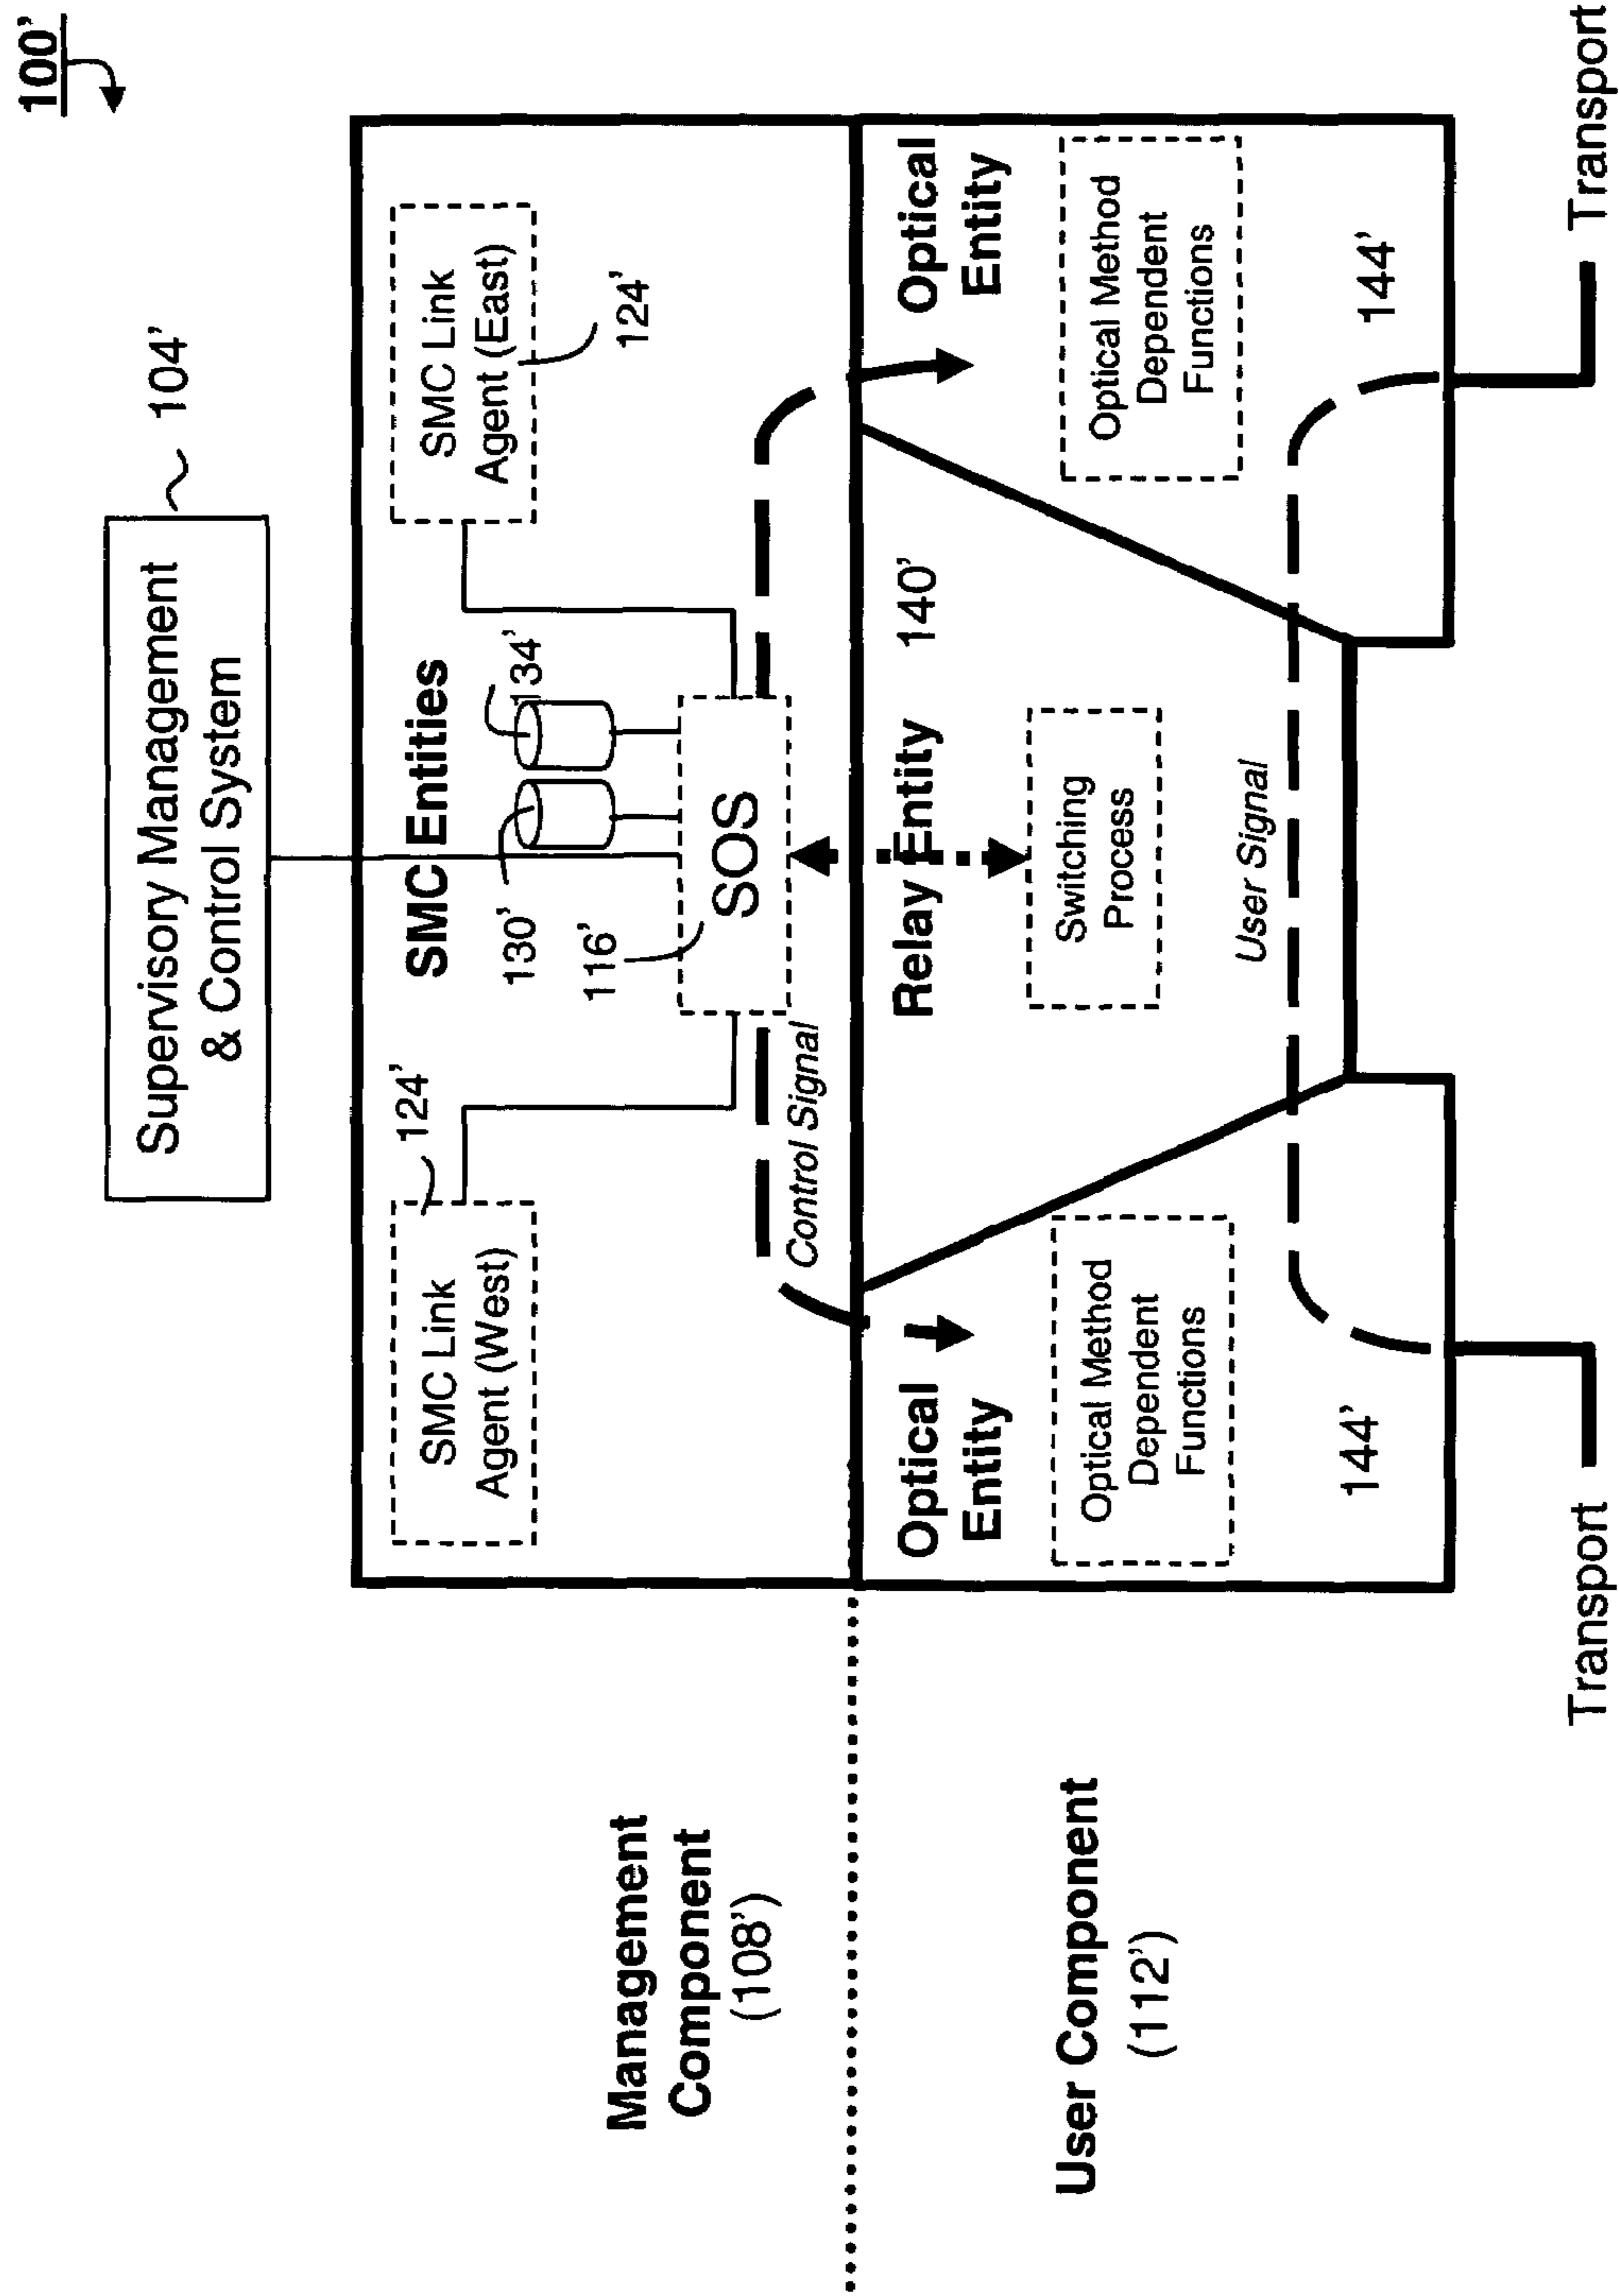 100'
Supervisory Management
& Control System
104'
SMC Entities
SMC Link
Agent (West)
124'
SMC Link
Agent (East)
124'
130'
134'
116'
SOS
Control Signal
Management
Component
(108')
User Component
(112')
Optical
Entity
Optical Method
Dependent
Functions
144'
Relay Entity
140'
Switching
Process
User Signal
Optical
Entity
Optical Method
Dependent
Functions
144'
Transport
Transport